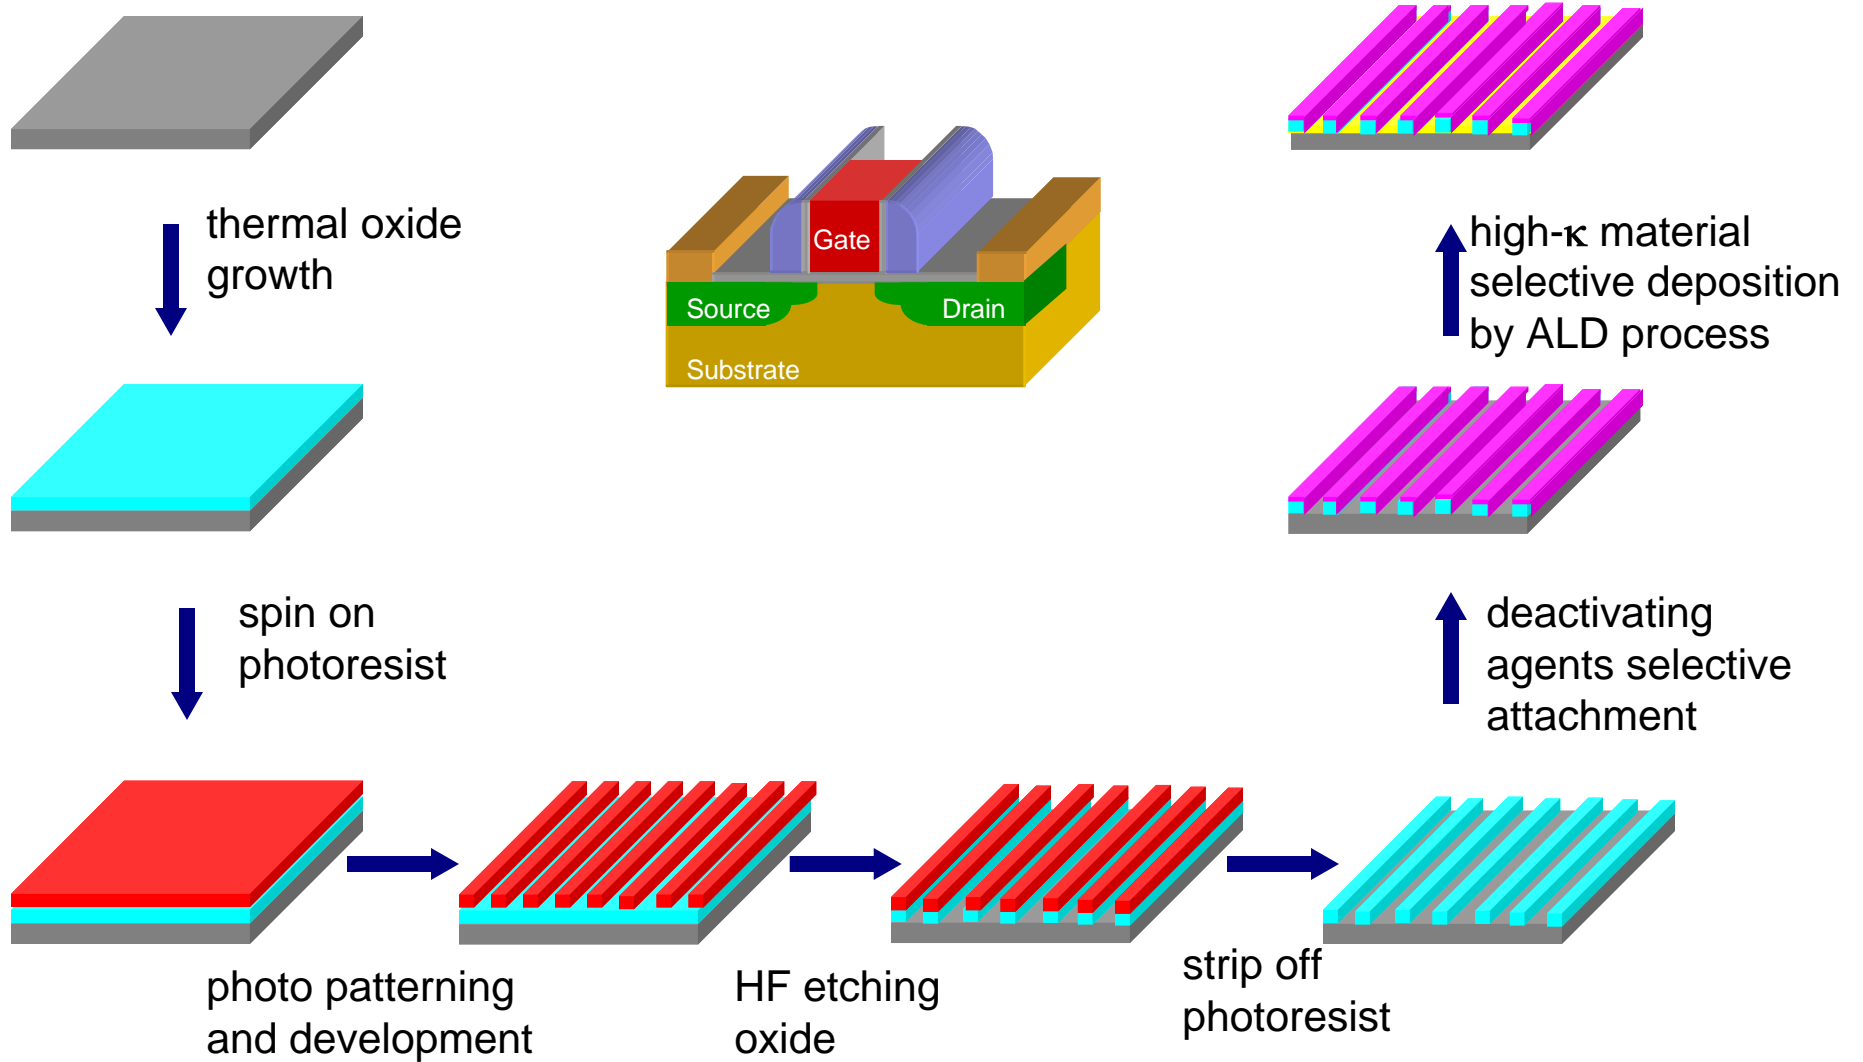 thermal oxide
growth
spin on
photoresist
photo patterning
and development
HF etching
oxide
strip off
photoresist
deactivating
agents selective
attachment
high-κ material
selective deposition
by ALD process
Gate
Source
Drain
Substrate